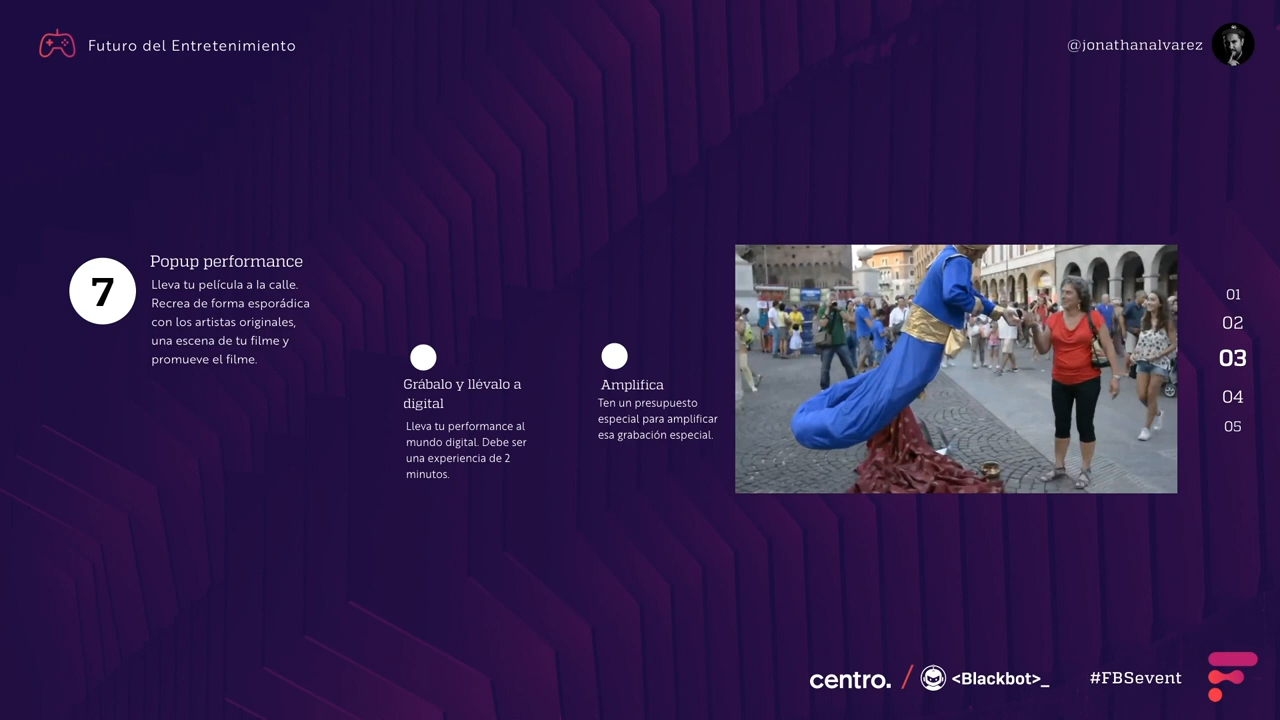 Futuro del Entretenimiento
@jonathanalvarez
7
Popup performance
Lleva tu película a la calle.
Recrea de forma esporádica
con los artistas originales,
una escena de tu filme y
promueve el filme.
Grábalo y llévalo a
digital
Lleva tu performance al
mundo digital. Debe ser
una experiencia de 2
minutos.
Amplifica
Ten un presupuesto
especial para amplificar
esa grabación especial.
01
02
03
04
05
centro. / <Blackbot>_
#FBSevent